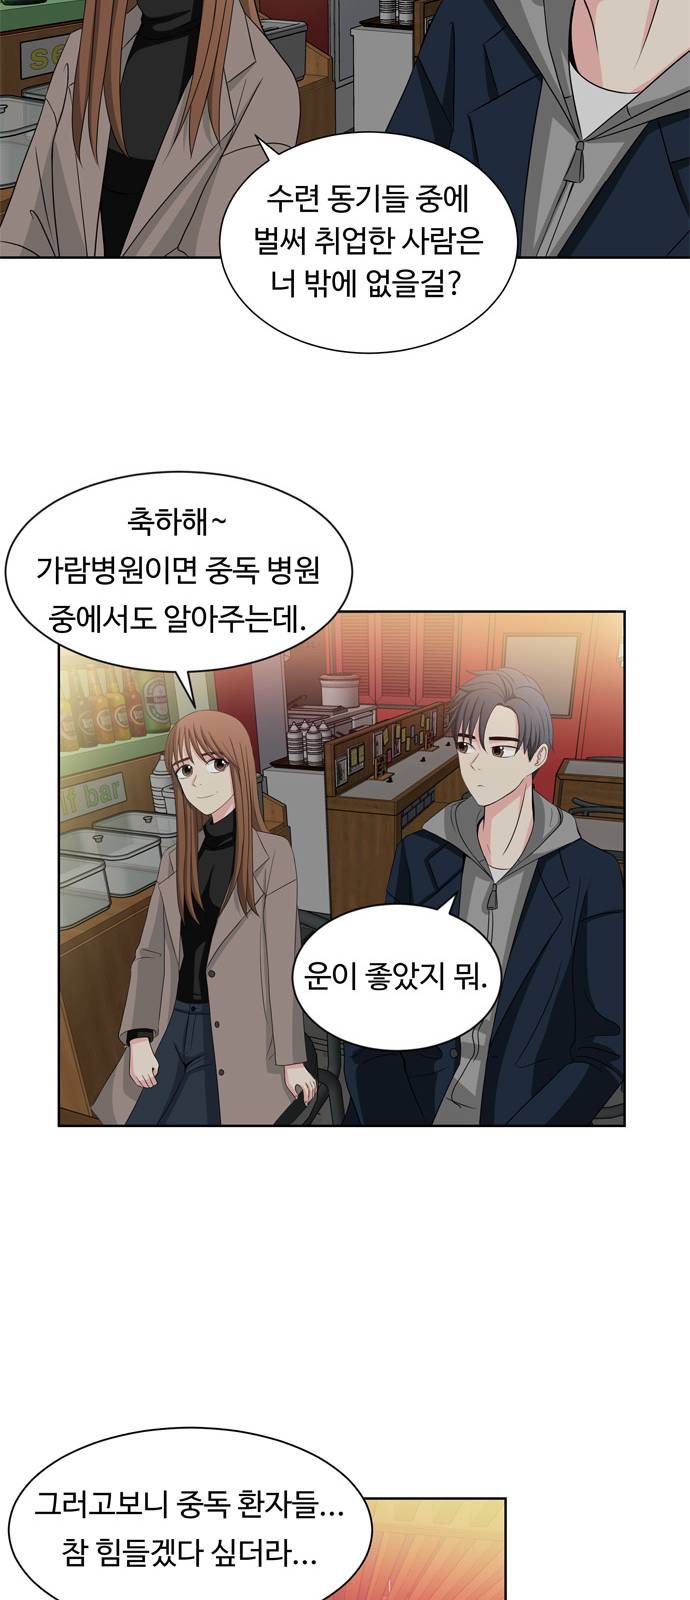 se
수련 동기들 중에
벌써 취업한 사람은
너 밖에 없을걸?
축하해~
가람병원이면 중독 병원
중에서도 알아주는데.
lf bar
운이 좋았지 뭐.
그러고보니 중독 환자들...
참 힘들겠다 싶더라...